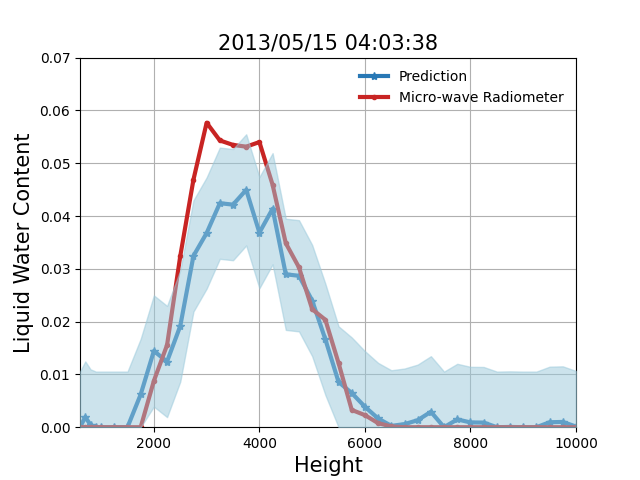 2013/05/15 04:03:38
Prediction
Micro-wave Radiometer
Liquid Water Content
0.07
0.06
0.05
0.04
0.03
0.02
0.01
0.00
2000 4000 6000 8000 10000
Height